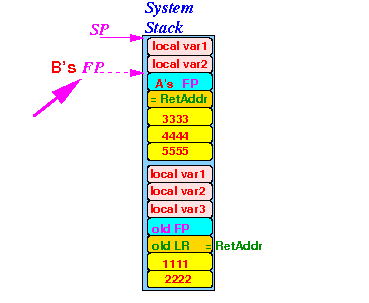 System
Stack
SP
local var1
local var2
B's FP
A's FP
= RetAddr
3333
4444
5555
local var1
local var2
local var3
old FP
old LR = RetAddr
1111
2222